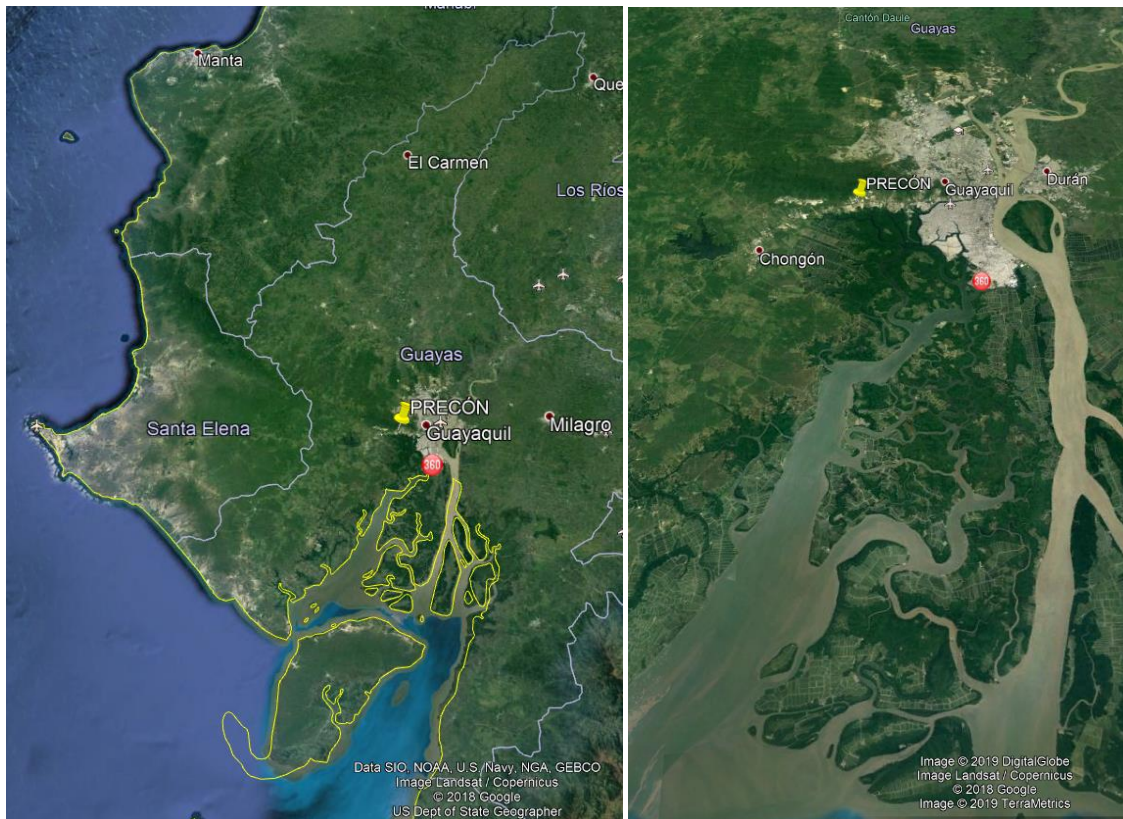 Manabí
Manta
Que
El Carmen
Los Ríos
Guayas
PRECÓN
Guayaquil
Milagro
Santa Elena
360
Data SIO, NOAA, U.S. Navy, NGA, GEBCO
Image Landsat / Copernicus
© 2018 Google
US Dept of State Geographer
Cantón Daule
Guayas
PRECÓN
Guayaquil
Durán
Chongón
360
Image © 2019 DigitalGlobe
Image Landsat / Copernicus
© 2018 Google
Image © 2019 TerraMetrics